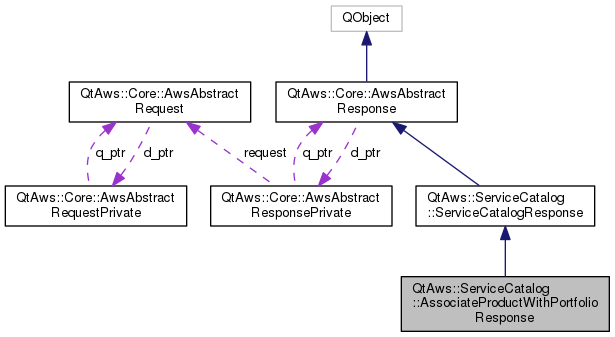 QObject
QtAws::Core::AwsAbstract
Request
QtAws::Core::AwsAbstract
Response
q_ptr
d_ptr
request
q_ptr
d_ptr
QtAws::Core::AwsAbstract
RequestPrivate
QtAws::Core::AwsAbstract
ResponsePrivate
QtAws::ServiceCatalog
::ServiceCatalogResponse
QtAws::ServiceCatalog
::AssociateProductWithPortfolio
Response